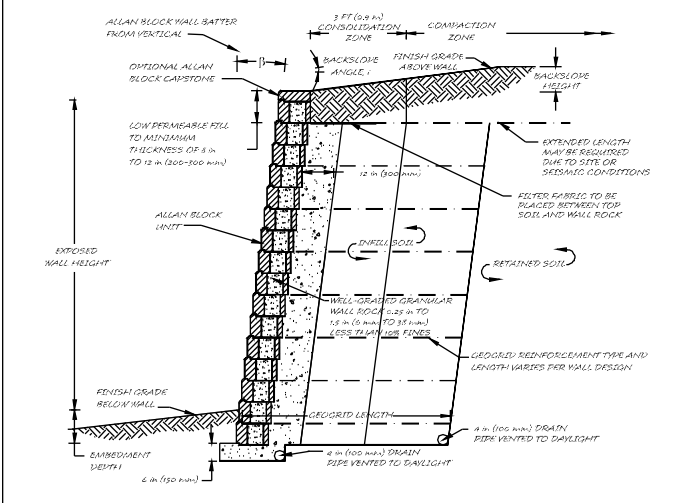 3 FT (0.9 m)
CONSOLIDATION
ZONE
COMPACTION
ZONE
ALLAN BLOCK WALL BATTER
FROM VERTICAL
β
BACKSLOPE
ANGLE, i
FINISH GRADE
ABOVE WALL
OPTIONAL ALLAN
BLOCK CAPSTONE
BACKSLOPE
HEIGHT
LOW PERMEABLE FILL
TO MINIMUM
THICKNESS OF 8 in
TO 12 in (200-300 mm)
EXTENDED LENGTH
MAY BE REQUIRED
DUE TO SITE OR
SEISMIC CONDITIONS
12 in (300 mm)
FILTER FABRIC TO BE
PLACED BETWEEN TOP
SOIL AND WALL ROCK
ALLAN BLOCK
UNIT
EXPOSED
WALL HEIGHT
INFILL SOIL
RETAINED SOIL
WELL-GRADED GRANULAR
WALL ROCK 0.25 in TO
1.5 in (6 mm TO 38 mm)
LESS THAN 10% FINES
GEOGRID REINFORCEMENT TYPE AND
LENGTH VARIES PER WALL DESIGN
FINISH GRADE
BELOW WALL
GEOGRID LENGTH
4 in (100 mm) DRAIN
PIPE VENTED TO DAYLIGHT
EMBEDMENT
DEPTH
4 in (100 mm) DRAIN
PIPE VENTED TO DAYLIGHT
6 in (150 mm)